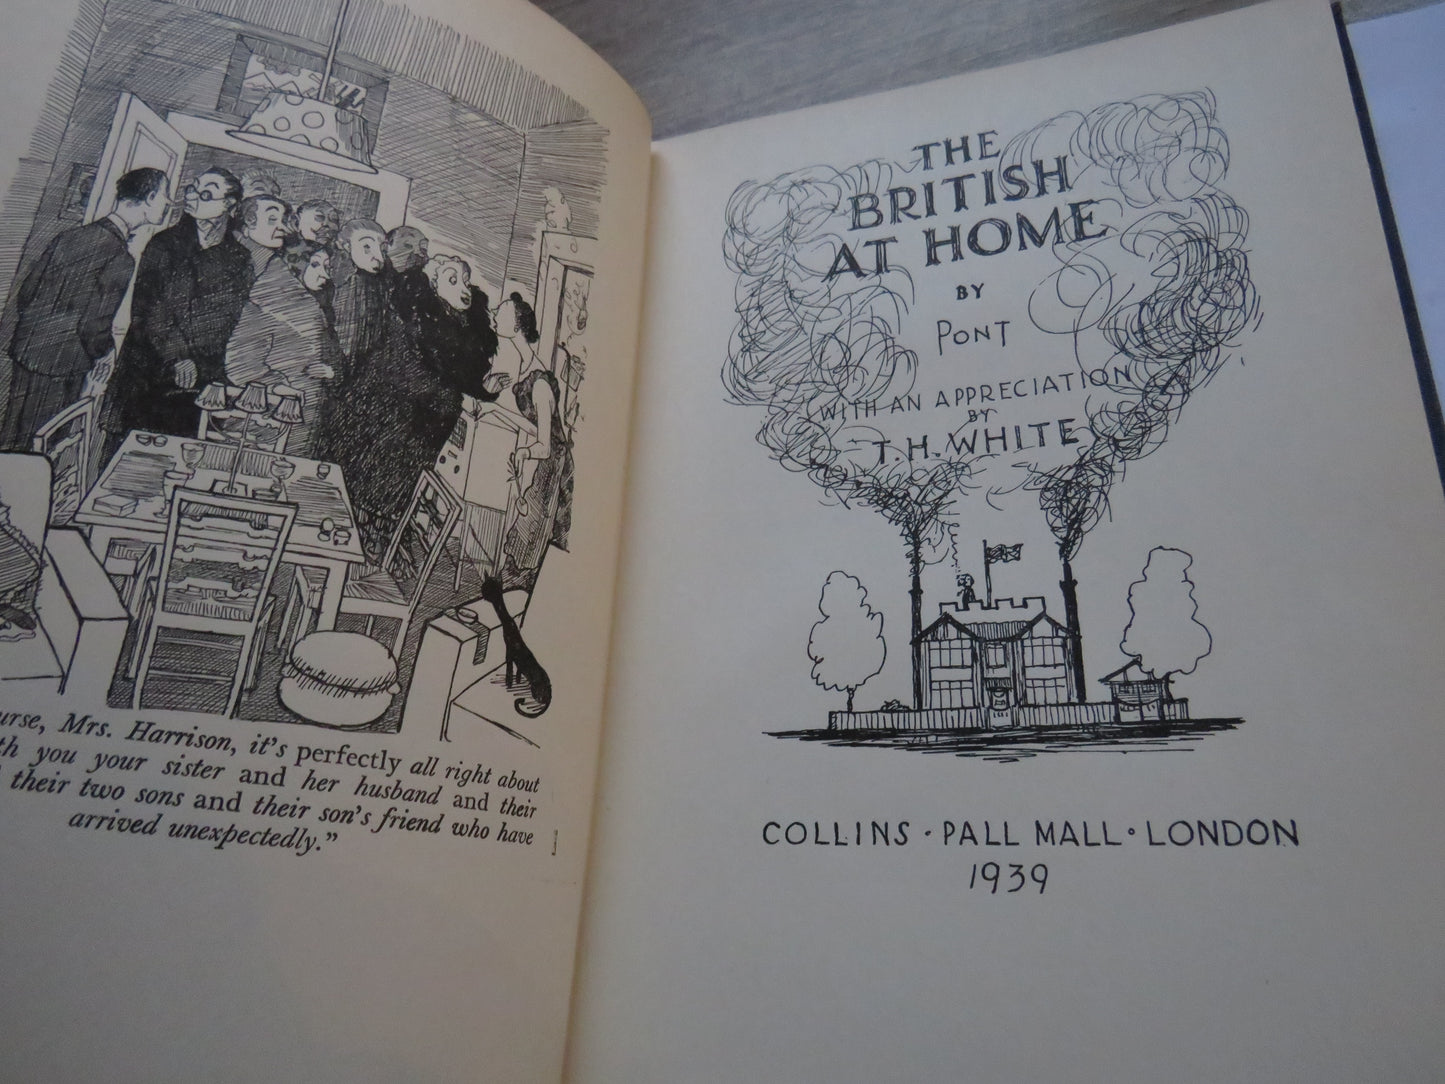 Mrs. Harrison, it's perfectly all right about
you your sister and her husband and their
their two sons and their son's friend who have
arrived unexpectedly."
THE
BRITISH
AT HOME
BY
PONT
WITH AN APPRECIATION
BY
T. H. WHITE
COLLINS · PALL MALL · LONDON
1939